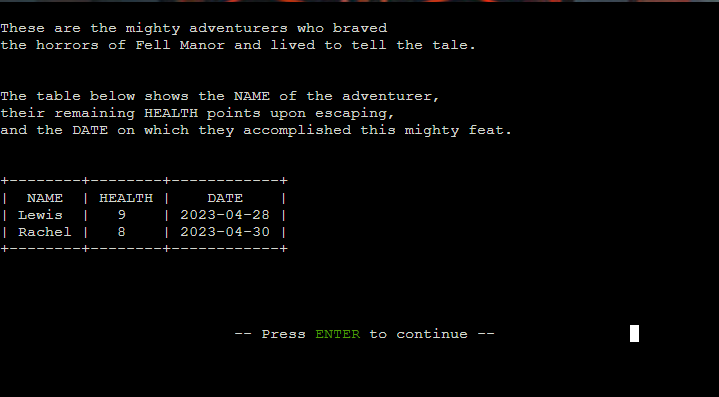 These are the mighty adventurers who braved
the horrors of Fell Manor and lived to tell the tale.
The table below shows the NAME of the adventurer,
their remaining HEALTH points upon escaping,
and the DATE on which they accomplished this mighty feat.
+--------+--------+------------+
|  NAME  | HEALTH |    DATE    |
| Lewis  |   9    | 2023-04-28 |
| Rachel |   8    | 2023-04-30 |
+--------+--------+------------+
-- Press ENTER to continue --